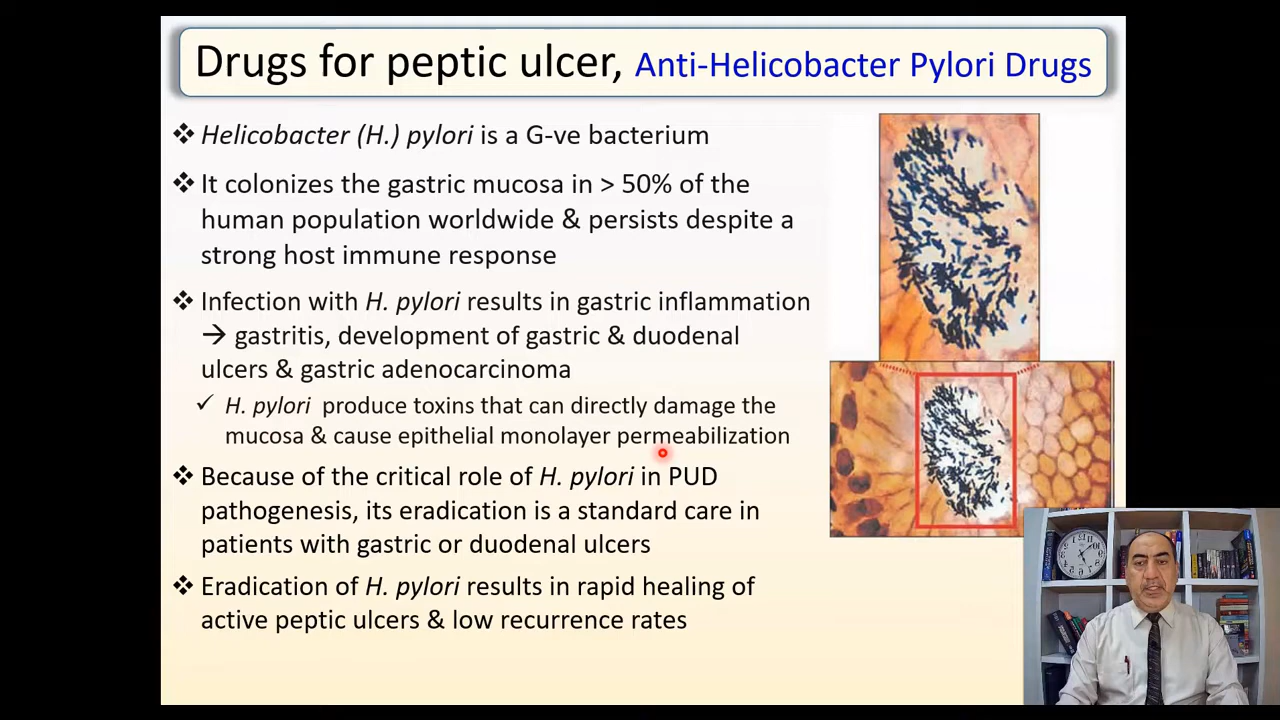 Drugs for peptic ulcer, Anti-Helicobacter Pylori Drugs
❖ Helicobacter (H.) pylori is a G-ve bacterium
❖ It colonizes the gastric mucosa in > 50% of the
human population worldwide & persists despite a
strong host immune response
❖ Infection with H. pylori results in gastric inflammation
→ gastritis, development of gastric & duodenal
ulcers & gastric adenocarcinoma
✓ H. pylori produce toxins that can directly damage the
mucosa & cause epithelial monolayer permeabilization
❖ Because of the critical role of H. pylori in PUD
pathogenesis, its eradication is a standard care in
patients with gastric or duodenal ulcers
❖ Eradication of H. pylori results in rapid healing of
active peptic ulcers & low recurrence rates